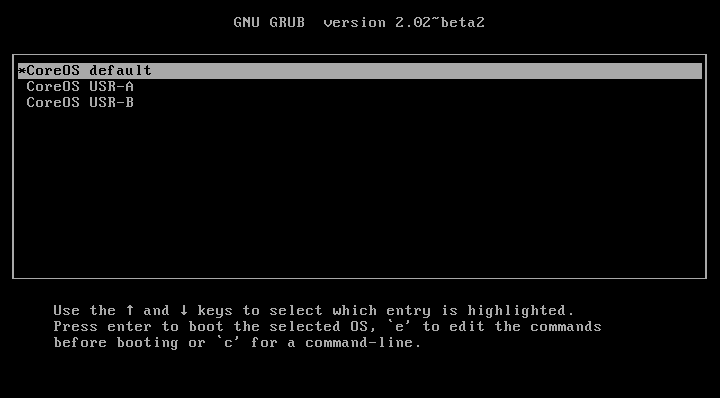 GNU GRUB  version 2.02~beta2
*CoreOS default
CoreOS USR-A
CoreOS USR-B
Use the ↑ and ↓ keys to select which entry is highlighted.
Press enter to boot the selected OS, `e' to edit the commands
before booting or `c' for a command-line.